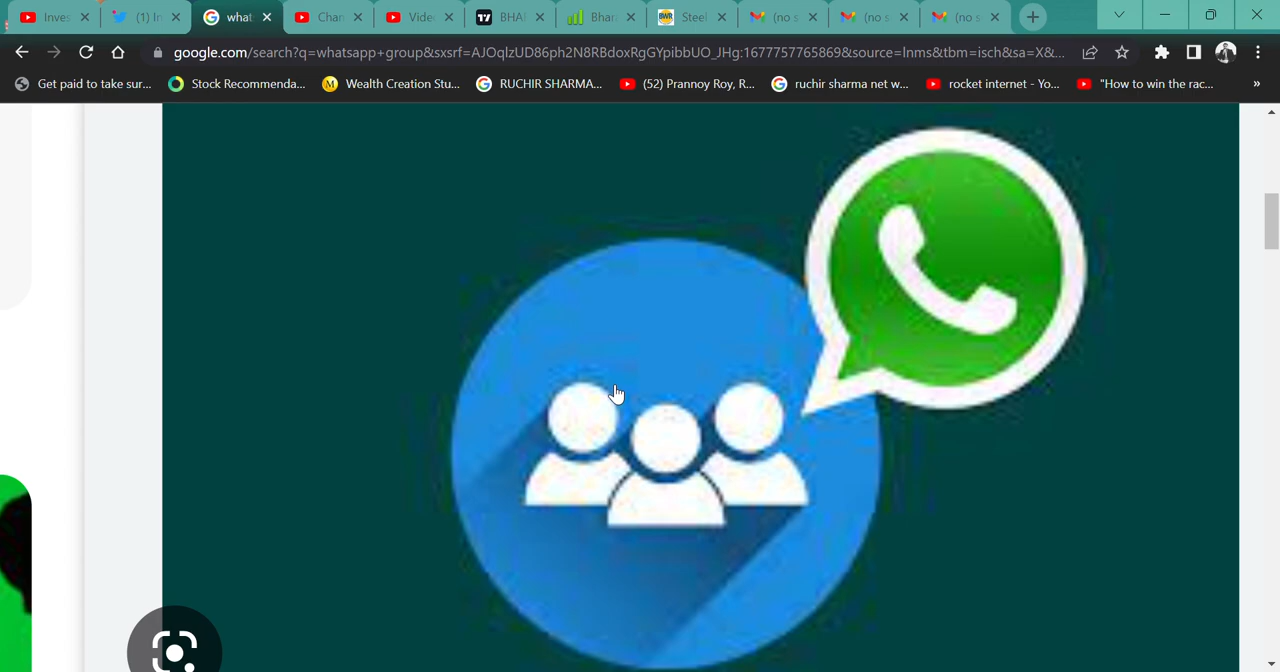 Inves
(1) In
what
Chan
Vide
BHA
Bhar
Steel
(no s
(no s
(no s
google.com/search?q=whatsapp+group&sxsrf=AJOqlzUD86ph2N8RBdoxRgGYpibbUO_JHg:1677757765869&source=lnms&tbm=isch&sa=X&...
Get paid to take sur...
Stock Recommenda...
Wealth Creation Stu...
RUCHIR SHARMA...
(52) Prannoy Roy, R...
ruchir sharma net w...
rocket internet - Yo...
"How to win the rac...